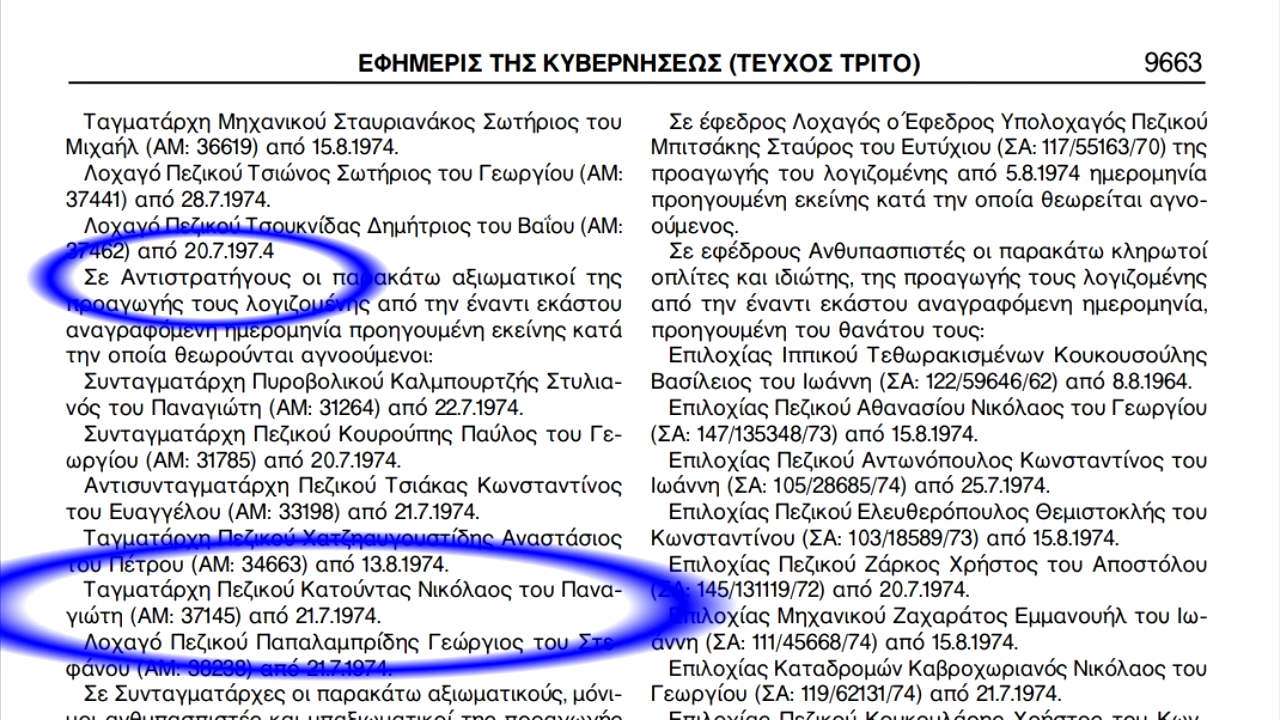 ΕΦΗΜΕΡΙΣ ΤΗΣ ΚΥΒΕΡΝΗΣΕΩΣ (ΤΕΥΧΟΣ ΤΡΙΤΟ) 9663
Ταγματάρχη Μηχανικού Σταυριανάκος Σωτήριος του
Μιχαήλ (ΑΜ: 36619) από 15.8.1974.
Λοχαγό Πεζικού Τσιώνος Σωτήριος του Γεωργίου (ΑΜ:
37441) από 28.7.1974.
Λοχαγό Πεζικού Τσουκνίδας Δημήτριος του Βαΐου (ΑΜ:
37462) από 20.7.197.4
Σε Αντιστρατήγους οι παρακάτω αξιωματικοί της
προαγωγής τους λογιζομένης από την έναντι εκάστου
αναγραφόμενη ημερομηνία προηγουμένη εκείνης κατά
την οποία θεωρούνται αγνοούμενοι:
Συνταγματάρχη Πυροβολικού Καλμπουρτζής Στυλια-
νός του Παναγιώτη (ΑΜ: 31264) από 22.7.1974.
Συνταγματάρχη Πεζικού Κουρούπης Παύλος του Γε-
ωργίου (ΑΜ: 31785) από 20.7.1974.
Αντισυνταγματάρχη Πεζικού Τσιάκας Κωνσταντίνος
του Ευαγγέλου (ΑΜ: 33198) από 21.7.1974.
Ταγματάρχη Πεζικού Χατζηαυγουστίδης Αναστάσιος
του Πέτρου (ΑΜ: 34663) από 13.8.1974.
Ταγματάρχη Πεζικού Κατούντας Νικόλαος του Πανα-
γιώτη (ΑΜ: 37145) από 21.7.1974.
Λοχαγό Πεζικού Παπαλαμπρίδης Γεώργιος του Στε-
φάνου (ΑΜ: 38238) από 21.7.1974.
Σε Συνταγματάρχες οι παρακάτω αξιωματικούς, μόνι-
μοι ανθυπασπιστές και υπαξιωματικοί της προαγωγής
Σε έφεδρος Λοχαγός ο Έφεδρος Υπολοχαγός Πεζικού
Μπιτσάκης Σταύρος του Ευτύχιου (ΣΑ: 117/55163/70) της
προαγωγής του λογιζομένης από 5.8.1974 ημερομηνία
προηγουμένη εκείνης κατά την οποία θεωρείται αγνο-
ούμενος.
Σε εφέδρους Ανθυπασπιστές οι παρακάτω κληρωτοί
οπλίτες και ιδιώτης, της προαγωγής τους λογιζομένης
από την έναντι εκάστου αναγραφόμενη ημερομηνία,
προηγουμένη του θανάτου τους:
Επιλοχίας Ιππικού Τεθωρακισμένων Κουκουσούλης
Βασίλειος του Ιωάννη (ΣΑ: 122/59646/62) από 8.8.1964.
Επιλοχίας Πεζικού Αθανασίου Νικόλαος του Γεωργίου
(ΣΑ: 147/135348/73) από 15.8.1974.
Επιλοχίας Πεζικού Αντωνόπουλος Κωνσταντίνος του
Ιωάννη (ΣΑ: 105/28685/74) από 25.7.1974.
Επιλοχίας Πεζικού Ελευθερόπουλος Θεμιστοκλής του
Κωνσταντίνου (ΣΑ: 103/18589/73) από 15.8.1974.
Επιλοχίας Πεζικού Ζάρκος Χρήστος του Αποστόλου
(ΣΑ: 145/131119/72) από 20.7.1974.
Επιλοχίας Μηχανικού Ζαχαράτος Εμμανουήλ του Ιω-
άννη (ΣΑ: 111/45668/74) από 15.8.1974.
Επιλοχίας Καταδρομών Καβροχωριανός Νικόλαος του
Γεωργίου (ΣΑ: 119/62131/74) από 21.7.1974.
Επιλοχίας Πεζικού Κουκουλάρης Χρήστος του Κων-